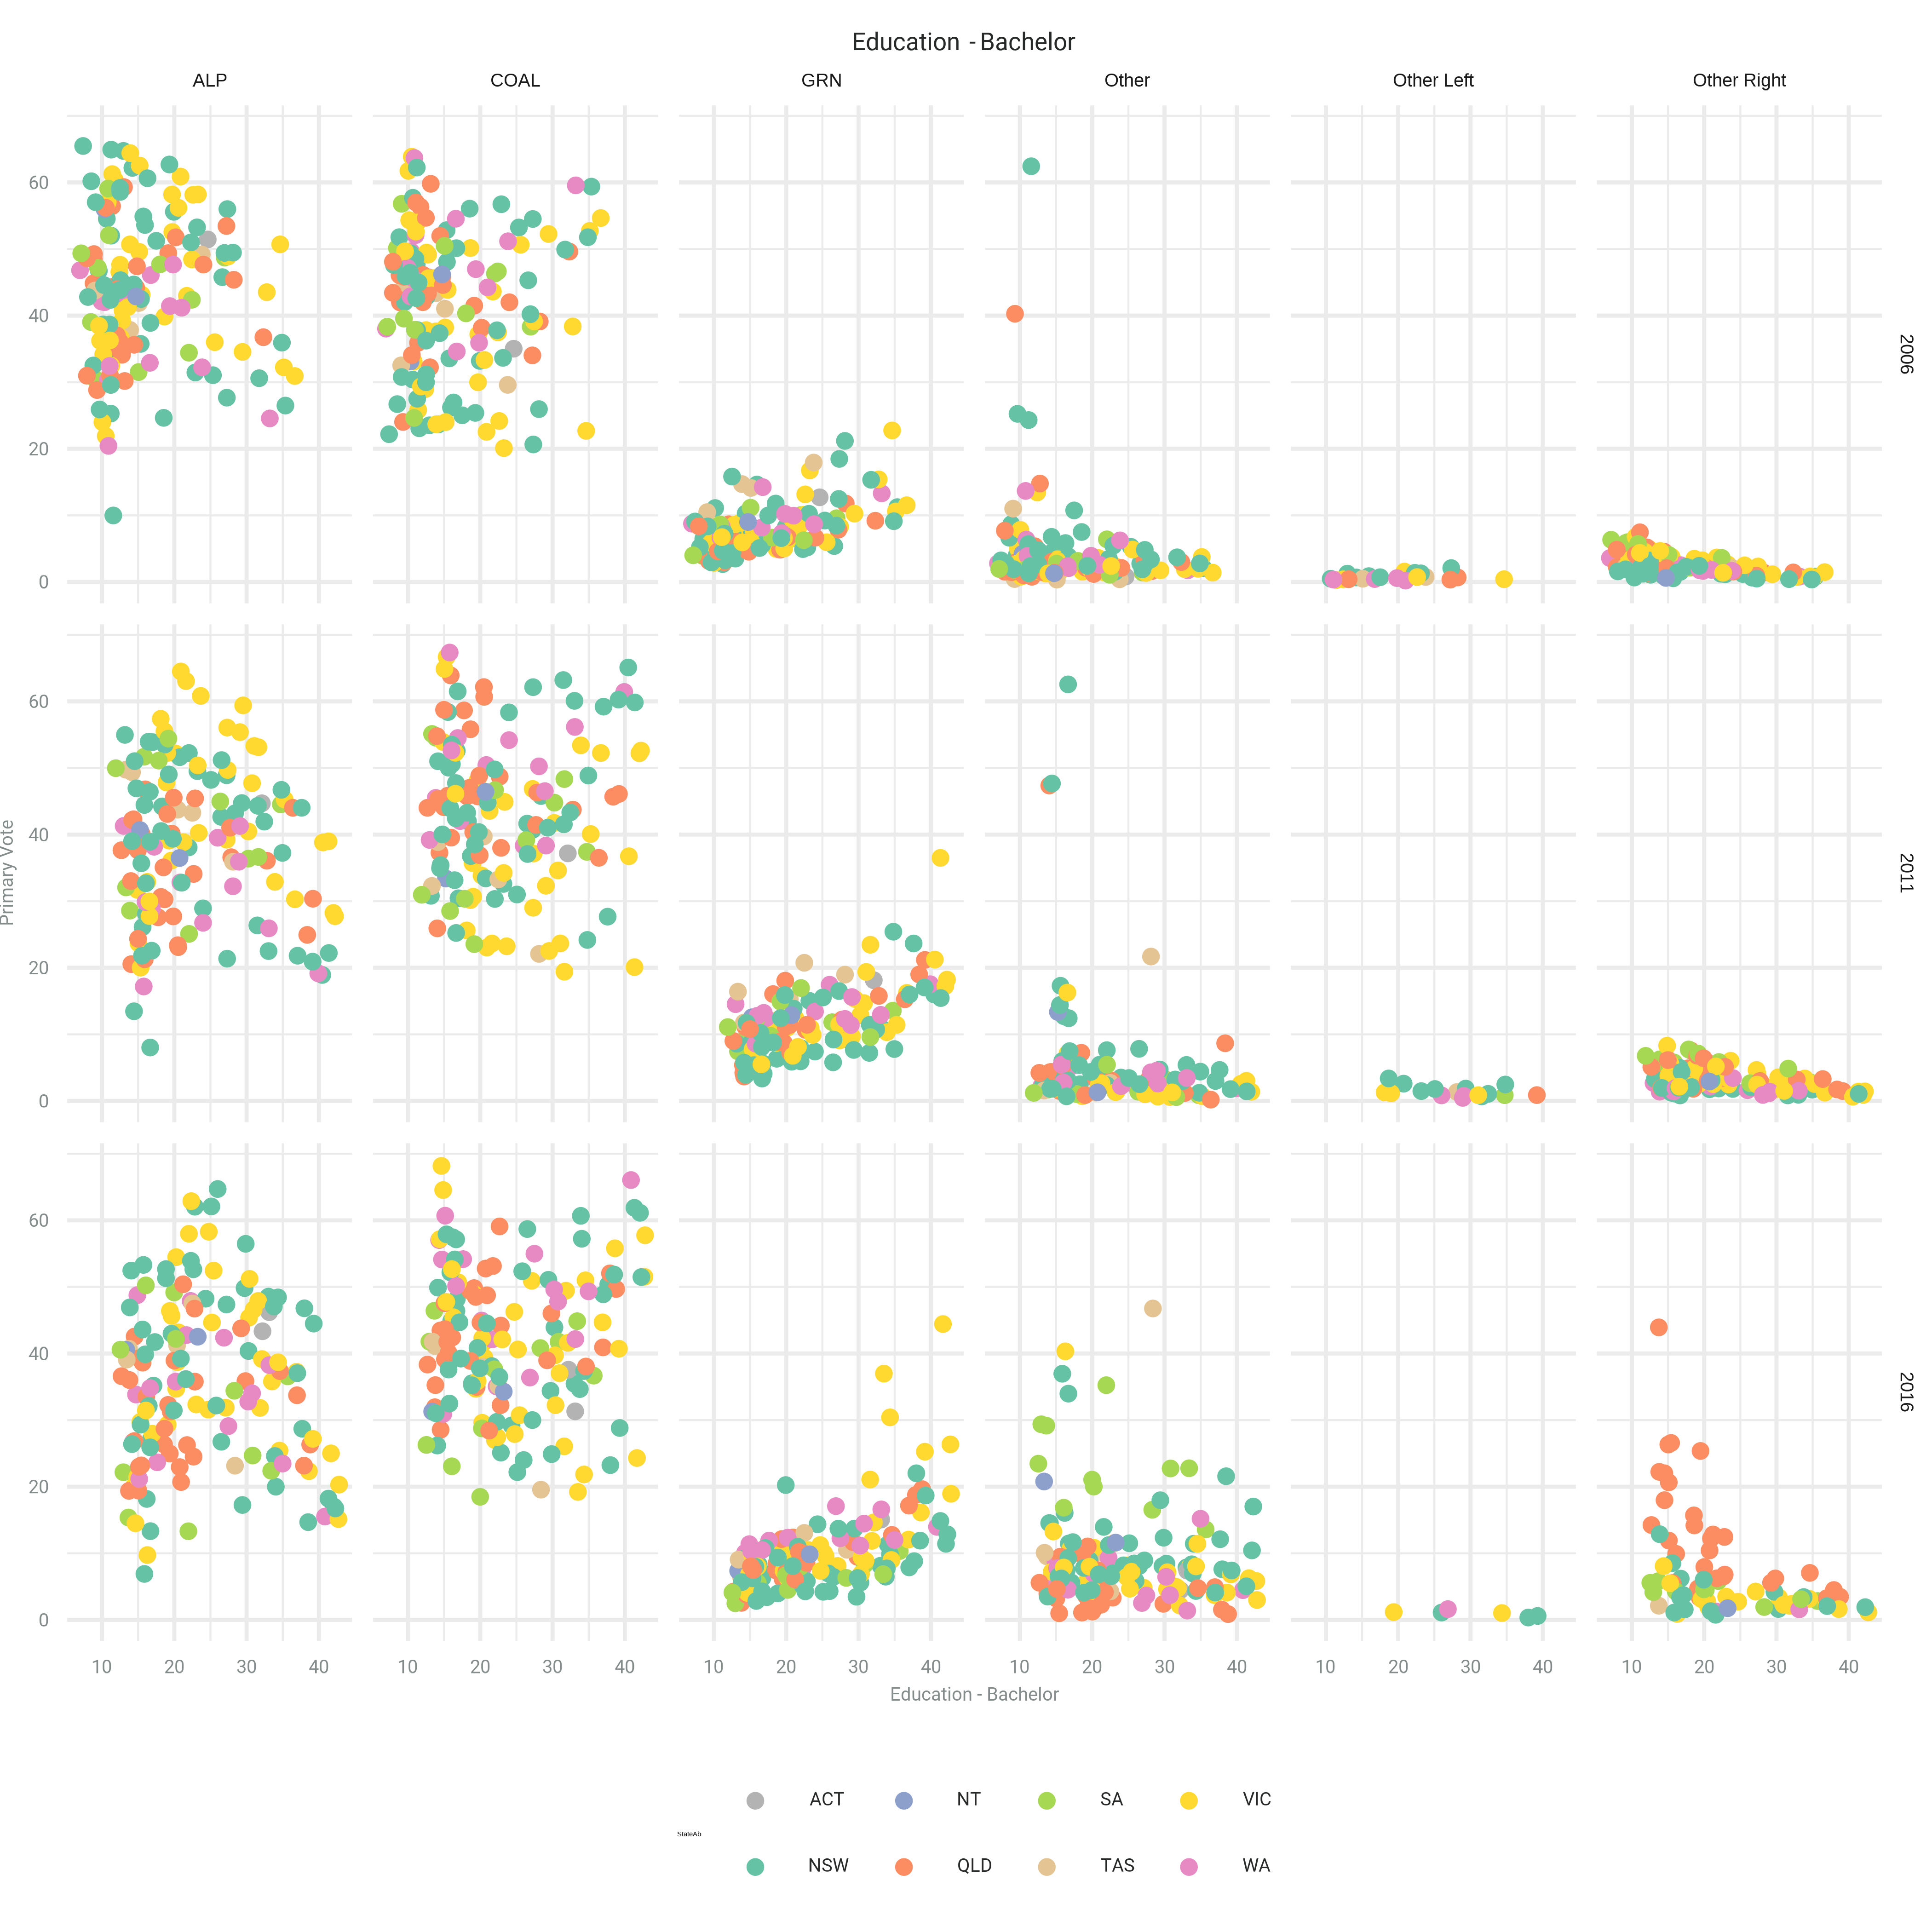 Education - Bachelor
ALP COAL GRN Other Other Left Other Right
60
40
20
0
2006
60
40
20
0
2011
Primary Vote
60
40
20
0
2016
10 20 30 40 10 20 30 40 10 20 30 40 10 20 30 40 10 20 30 40 10 20 30 40
Education - Bachelor
ACT NT SA VIC
StateAb
NSW QLD TAS WA